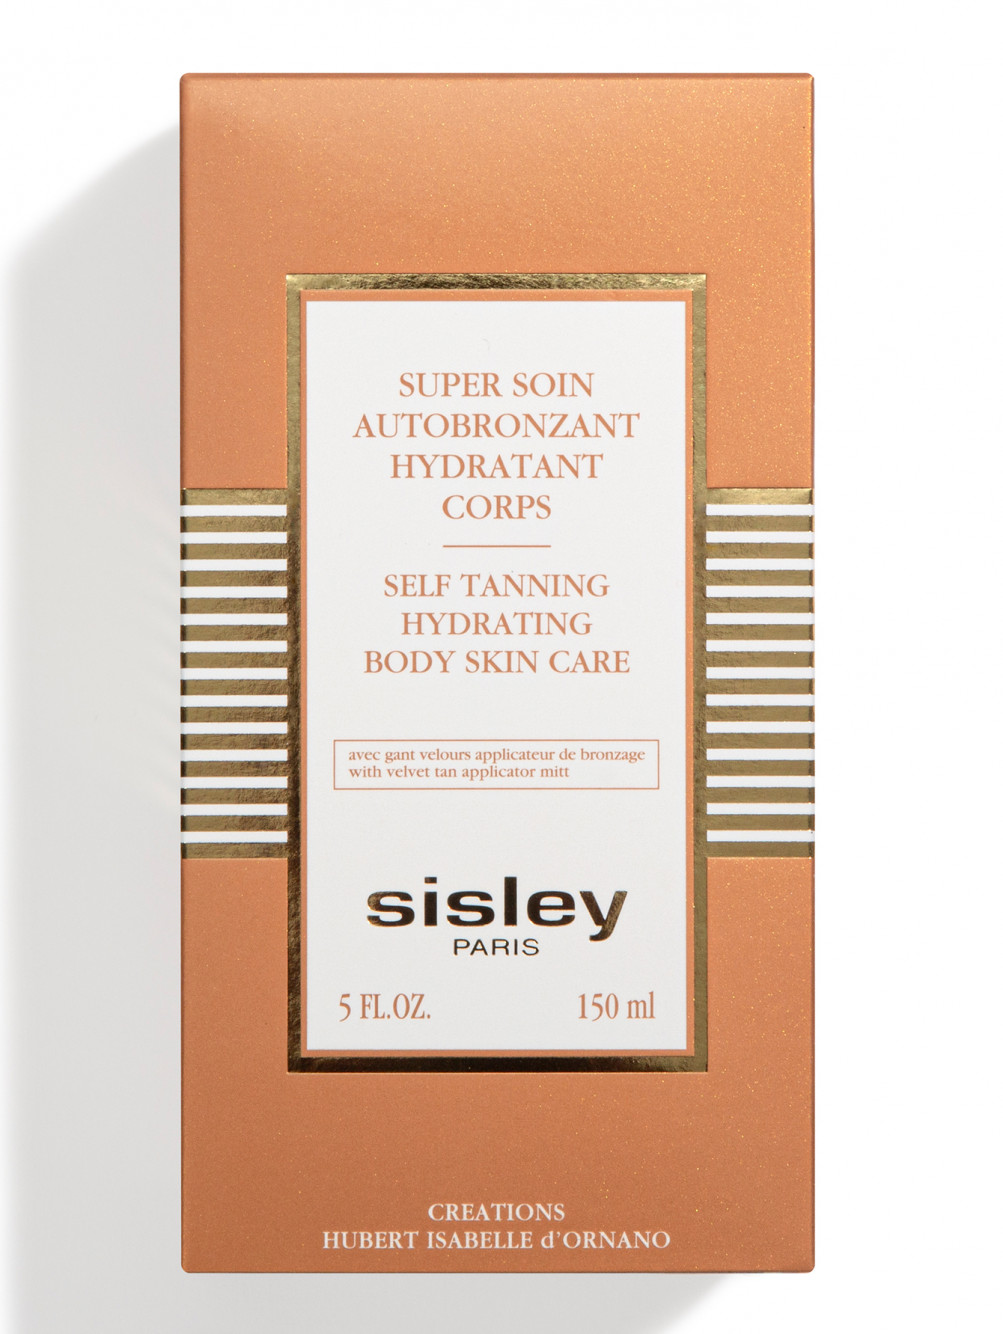 SUPER SOIN
AUTOBRONZANT
HYDRATANT
CORPS
SELF TANNING
HYDRATING
BODY SKIN CARE
avec gant velours applicateur de bronzage
with velvet tan applicator mitt
sisley
PARIS
5 FL.OZ. 150 ml
CREATIONS
HUBERT ISABELLE d'ORNANO